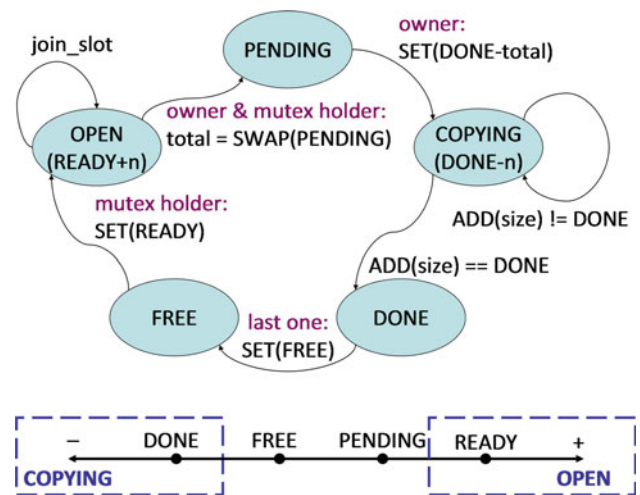 join_slot
PENDING
owner:
SET(DONE-total)
OPEN
(READY+n)
owner & mutex holder:
total = SWAP(PENDING)
COPYING
(DONE-n)
mutex holder:
SET(READY)
ADD(size) != DONE
ADD(size) == DONE
FREE
last one:
SET(FREE)
DONE
– DONE FREE PENDING READY +
COPYING OPEN